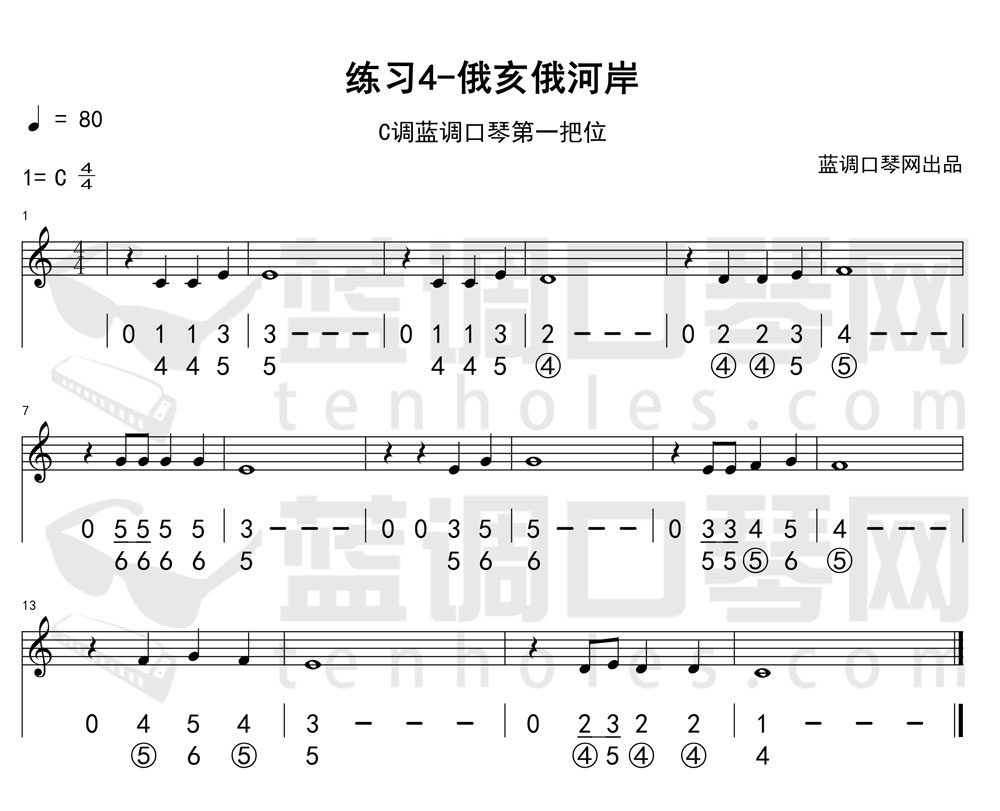 练习4-俄亥俄河岸
♩ = 80
C调蓝调口琴第一把位
蓝调口琴网出品
1= C 4/4
1
4/4
0 1 1 3 | 3 - - - | 0 1 1 3 | 2 - - - | 0 2 2 3 | 4 - - - |
4 4 5 5 4 4 5 ④ ④ ④ 5 ⑤
蓝调口琴网
tenholes.com
7
0 5 5 5 5 | 3 - - - | 0 0 3 5 | 5 - - - | 0 3 3 4 5 | 4 - - - |
6 6 6 6 5 5 6 6 5 5 ⑤ 6 ⑤
蓝调口琴网
13
tenholes.com
0 4 5 4 | 3 - - - | 0 2 3 2 2 | 1 - - -
⑤ 6 ⑤ 5 ④ 5 ④ ④ 4